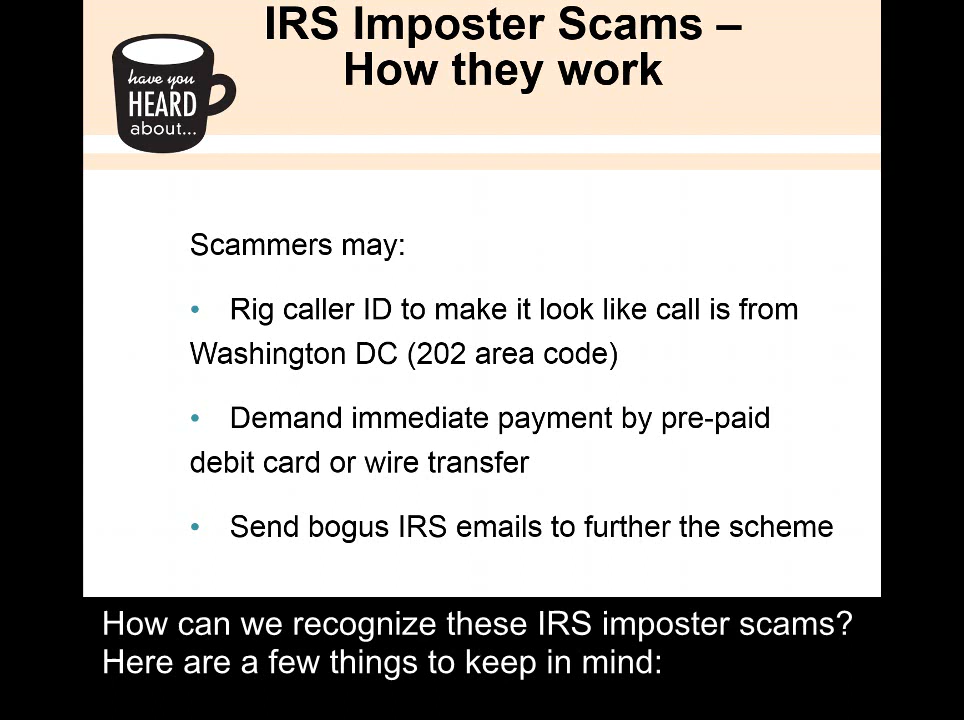 IRS Imposter Scams –
How they work
have you
HEARD
about...
Scammers may:
• Rig caller ID to make it look like call is from
Washington DC (202 area code)
• Demand immediate payment by pre-paid
debit card or wire transfer
• Send bogus IRS emails to further the scheme
How can we recognize these IRS imposter scams?
Here are a few things to keep in mind: